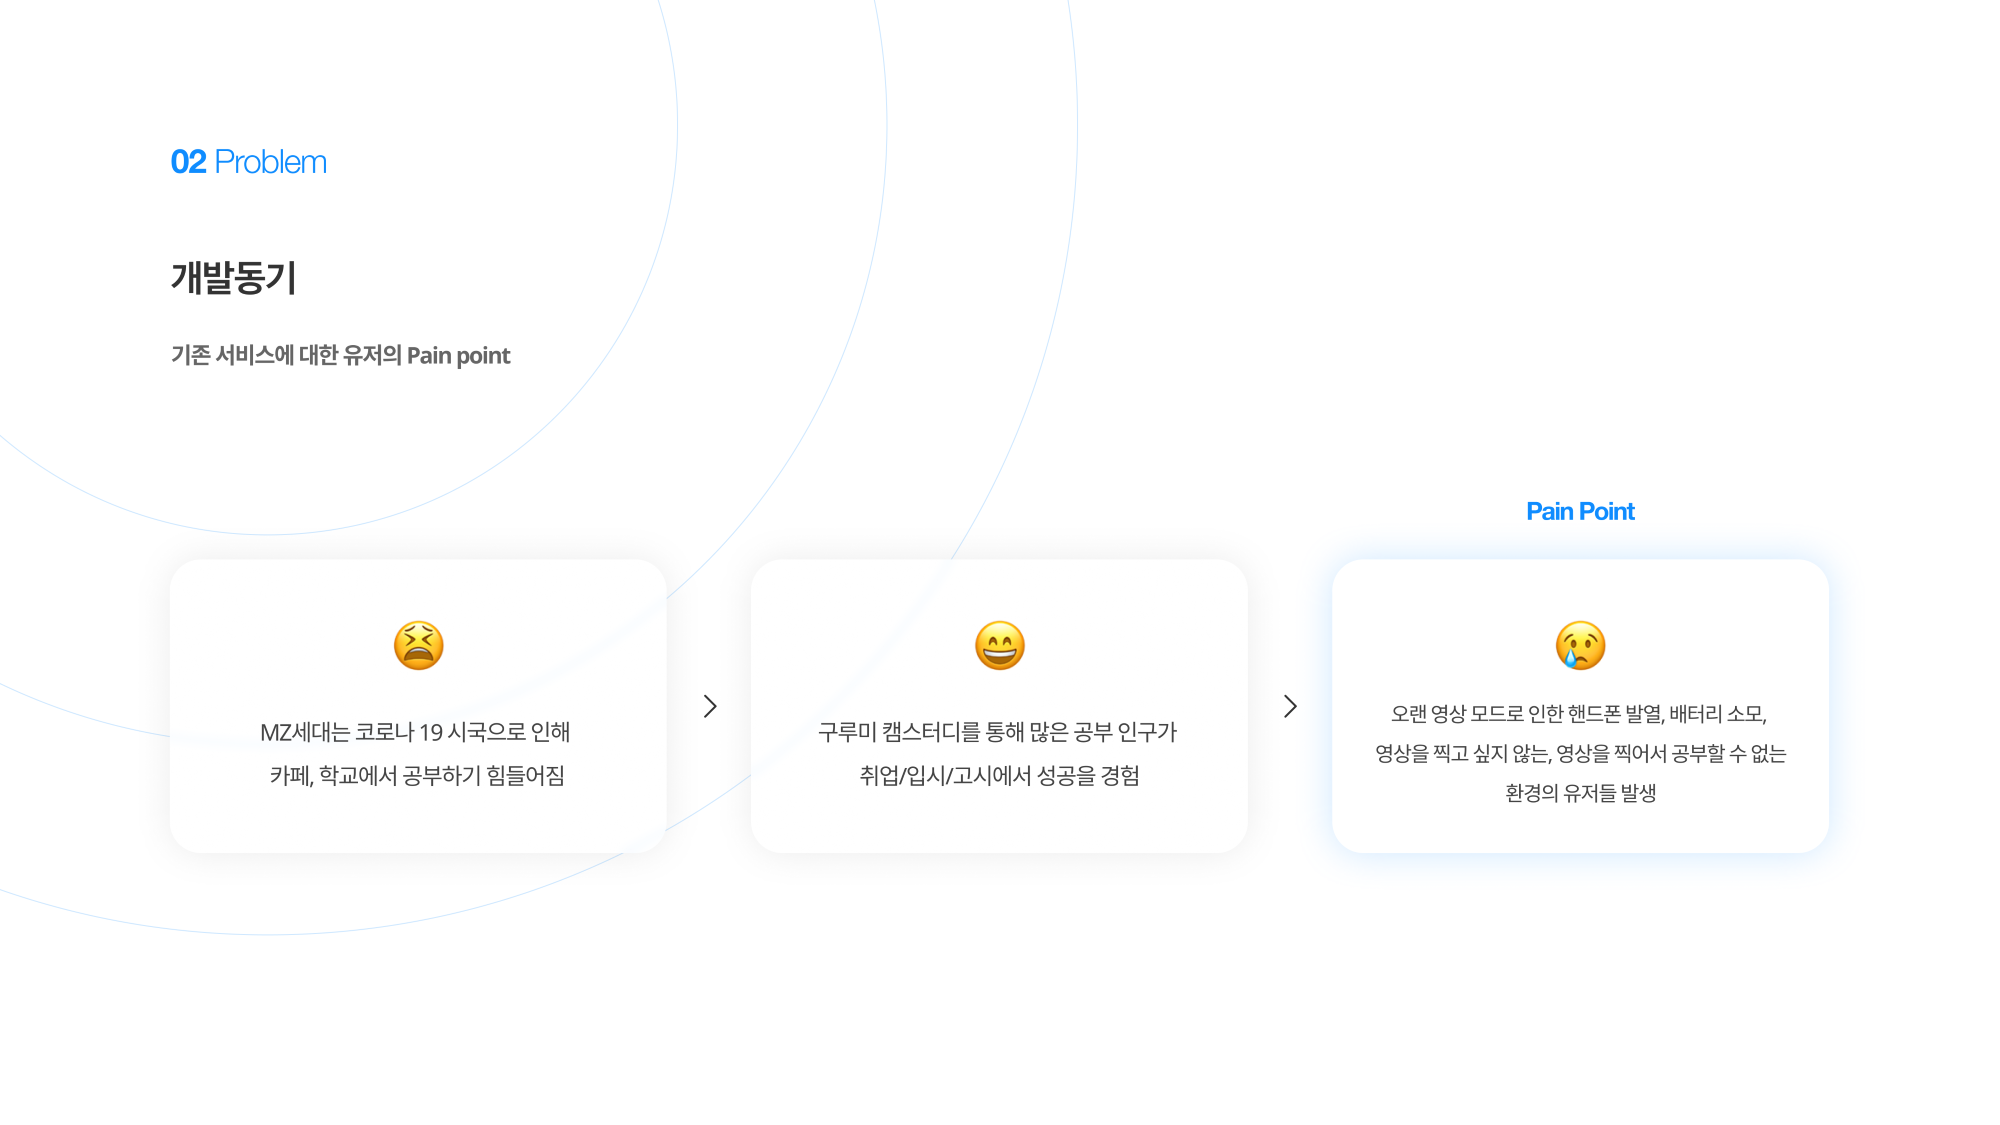 02 Problem
개발동기
기존 서비스에 대한 유저의 Pain point
MZ세대는 코로나 19 시국으로 인해
카페, 학교에서 공부하기 힘들어짐
구루미 캠스터디를 통해 많은 공부 인구가
취업/입시/고시에서 성공을 경험
Pain Point
오랜 영상 모드로 인한 핸드폰 발열, 배터리 소모,
영상을 찍고 싶지 않는, 영상을 찍어서 공부할 수 없는
환경의 유저들 발생